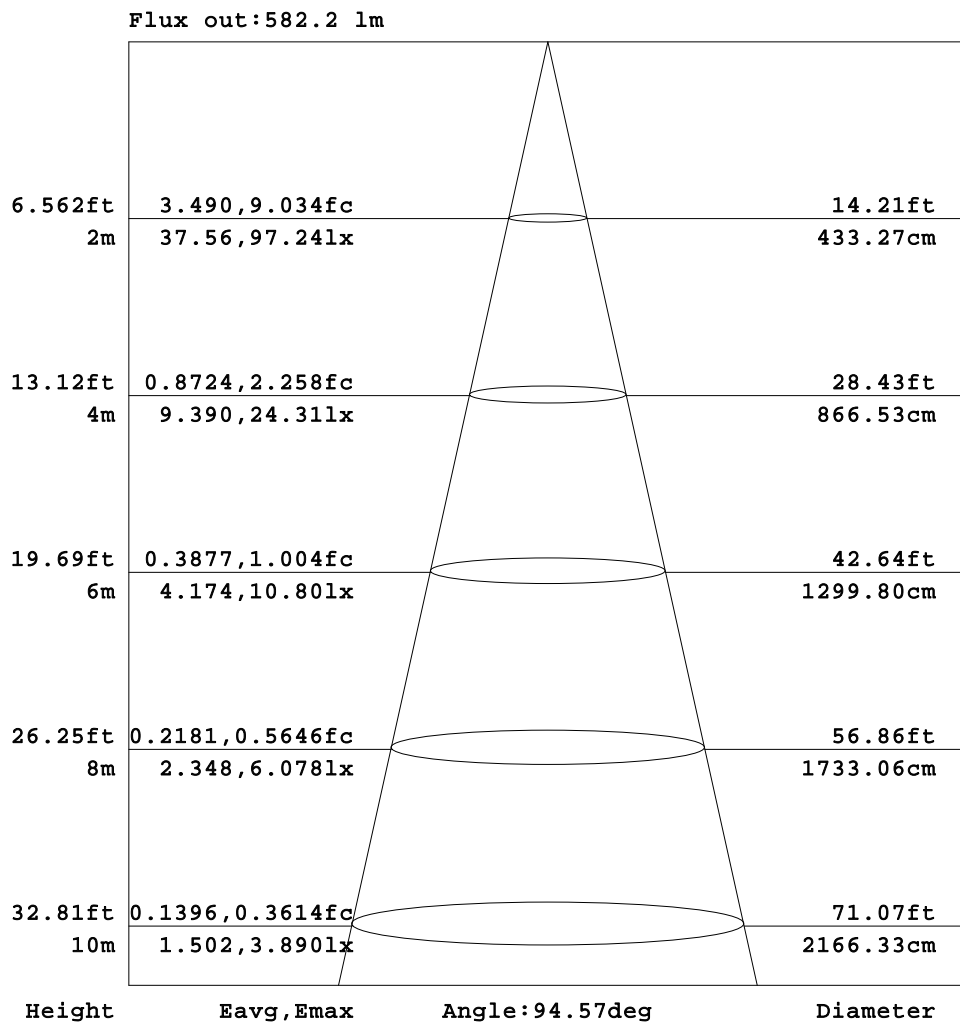 Flux out:582.2 lm
6.562ft 3.490,9.034fc 14.21ft
2m 37.56,97.24lx 433.27cm
13.12ft 0.8724,2.258fc 28.43ft
4m 9.390,24.31lx 866.53cm
19.69ft 0.3877,1.004fc 42.64ft
6m 4.174,10.80lx 1299.80cm
26.25ft 0.2181,0.5646fc 56.86ft
8m 2.348,6.078lx 1733.06cm
32.81ft 0.1396,0.3614fc 71.07ft
10m 1.502,3.890lx 2166.33cm
Height Eavg,Emax Angle:94.57deg Diameter